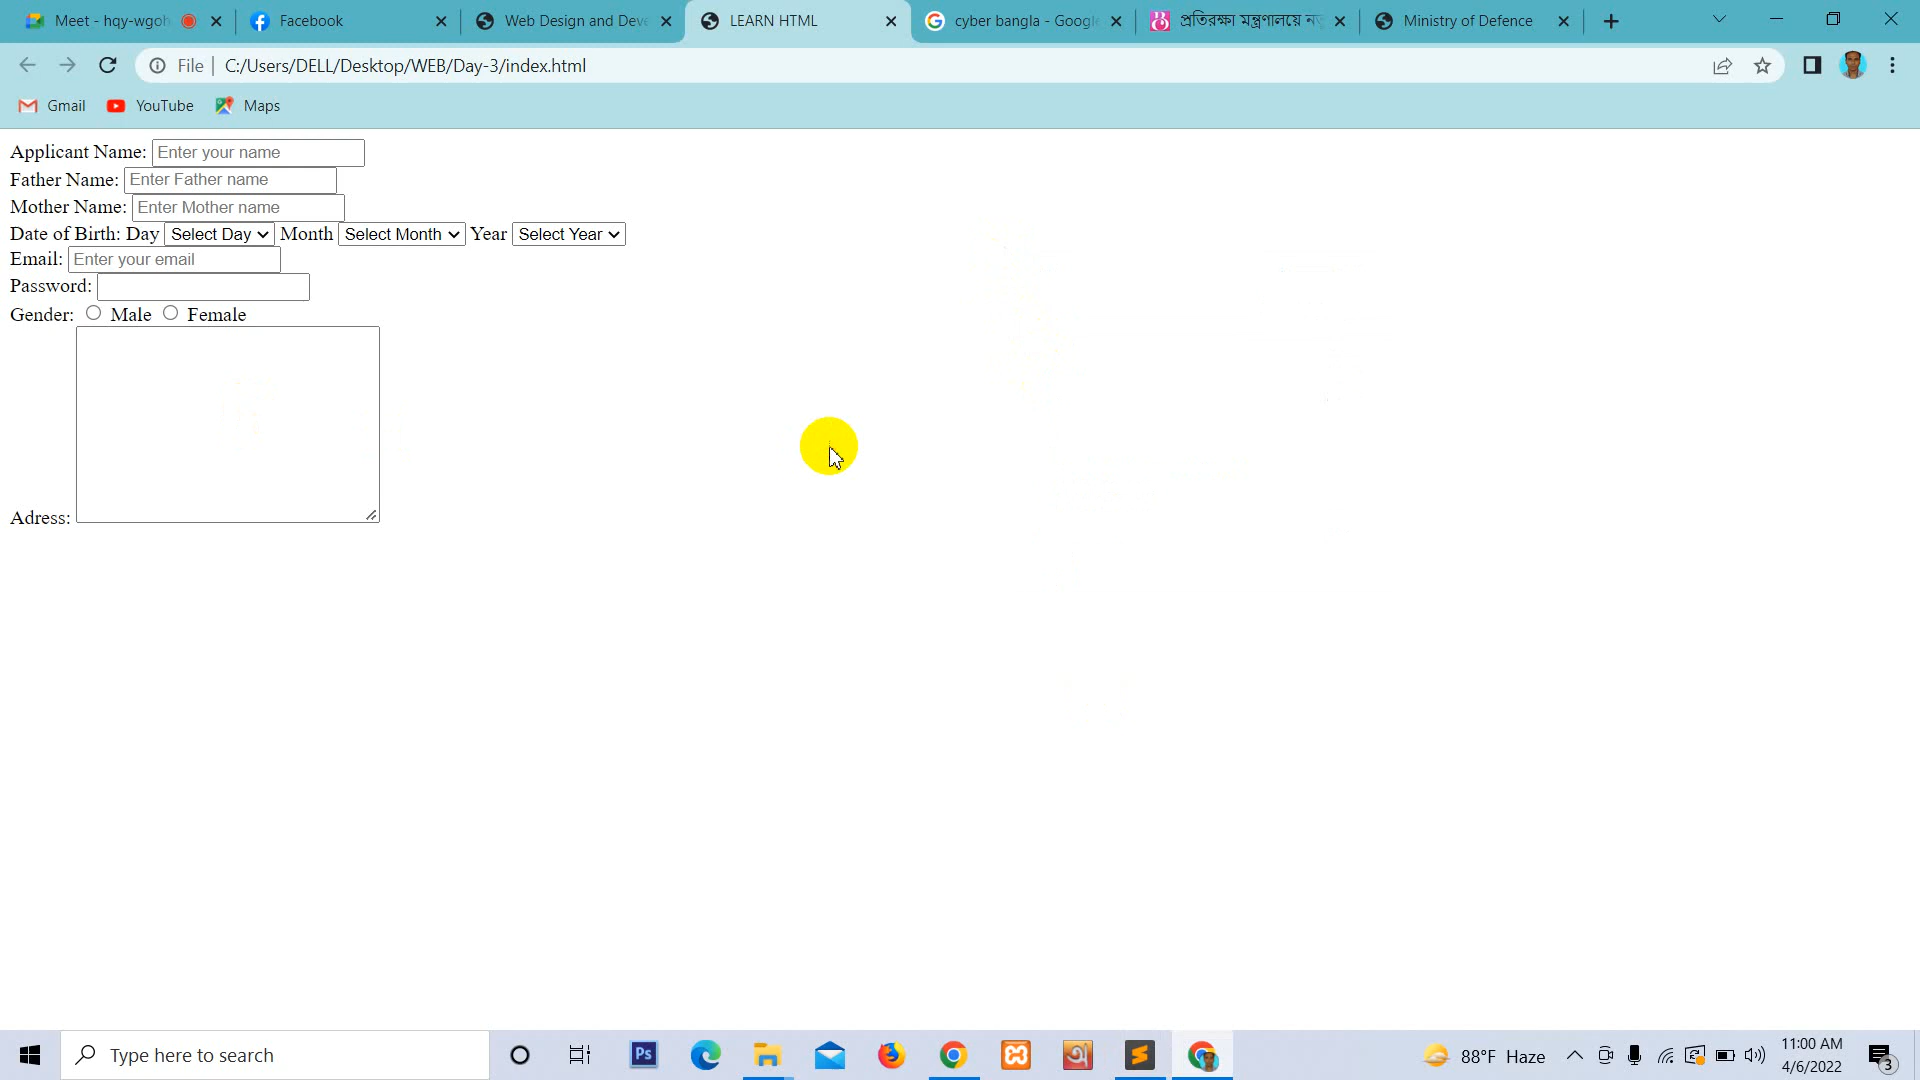 Meet - hqy-wgoh
Facebook
Web Design and Deve
LEARN HTML
cyber bangla - Google
প্রতিরক্ষা মন্ত্রণালয়ে নতু
Ministry of Defence
File
C:/Users/DELL/Desktop/WEB/Day-3/index.html
Gmail
YouTube
Maps
Applicant Name: Enter your name
Father Name: Enter Father name
Mother Name: Enter Mother name
Date of Birth: Day Select Day Month Select Month Year Select Year
Email: Enter your email
Password:
Gender: Male Female
Adress:
Type here to search
Ps
অ
88°F Haze
11:00 AM
4/6/2022
3